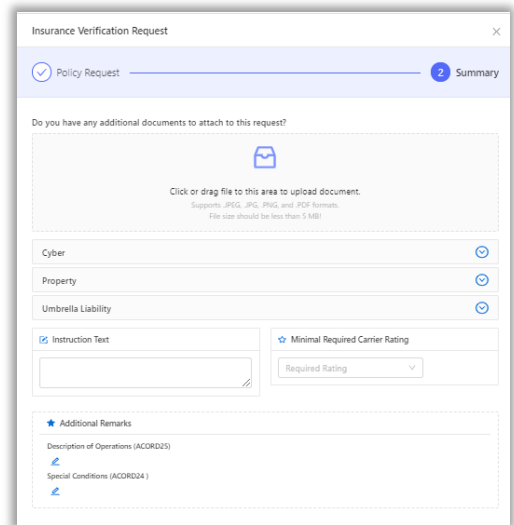 Insurance Verification Request
Policy Request
2 Summary
Do you have any additional documents to attach to this request?
Click or drag file to this area to upload document.
Supports .JPEG, .JPG, .PNG, and .PDF formats.
File size should be less than 5 MB!
Cyber
Property
Umbrella Liability
Instruction Text
Minimal Required Carrier Rating
Required Rating
Additional Remarks
Description of Operations (ACORD25)
Special Conditions (ACORD24 )